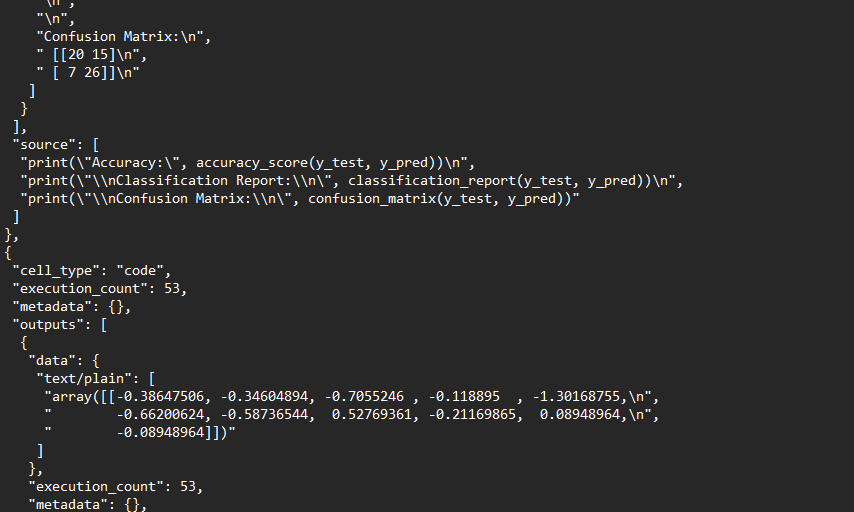 "\n",
"\n",
"Confusion Matrix:\n",
" [[20 15]\n",
" [ 7 26]]\n"
]
}
],
"source": [
"print(\"Accuracy:\", accuracy_score(y_test, y_pred))\n",
"print(\"\\nClassification Report:\\n\", classification_report(y_test, y_pred))\n",
"print(\"\\nConfusion Matrix:\\n\", confusion_matrix(y_test, y_pred))"
]
},
{
"cell_type": "code",
"execution_count": 53,
"metadata": {},
"outputs": [
{
"data": {
"text/plain": [
"array([[-0.38647506, -0.34604894, -0.7055246 , -0.118895  , -1.30168755,\n",
"        -0.66200624, -0.58736544,  0.52769361, -0.21169865,  0.08948964,\n",
"        -0.08948964]])"
]
},
"execution_count": 53,
"metadata": {},